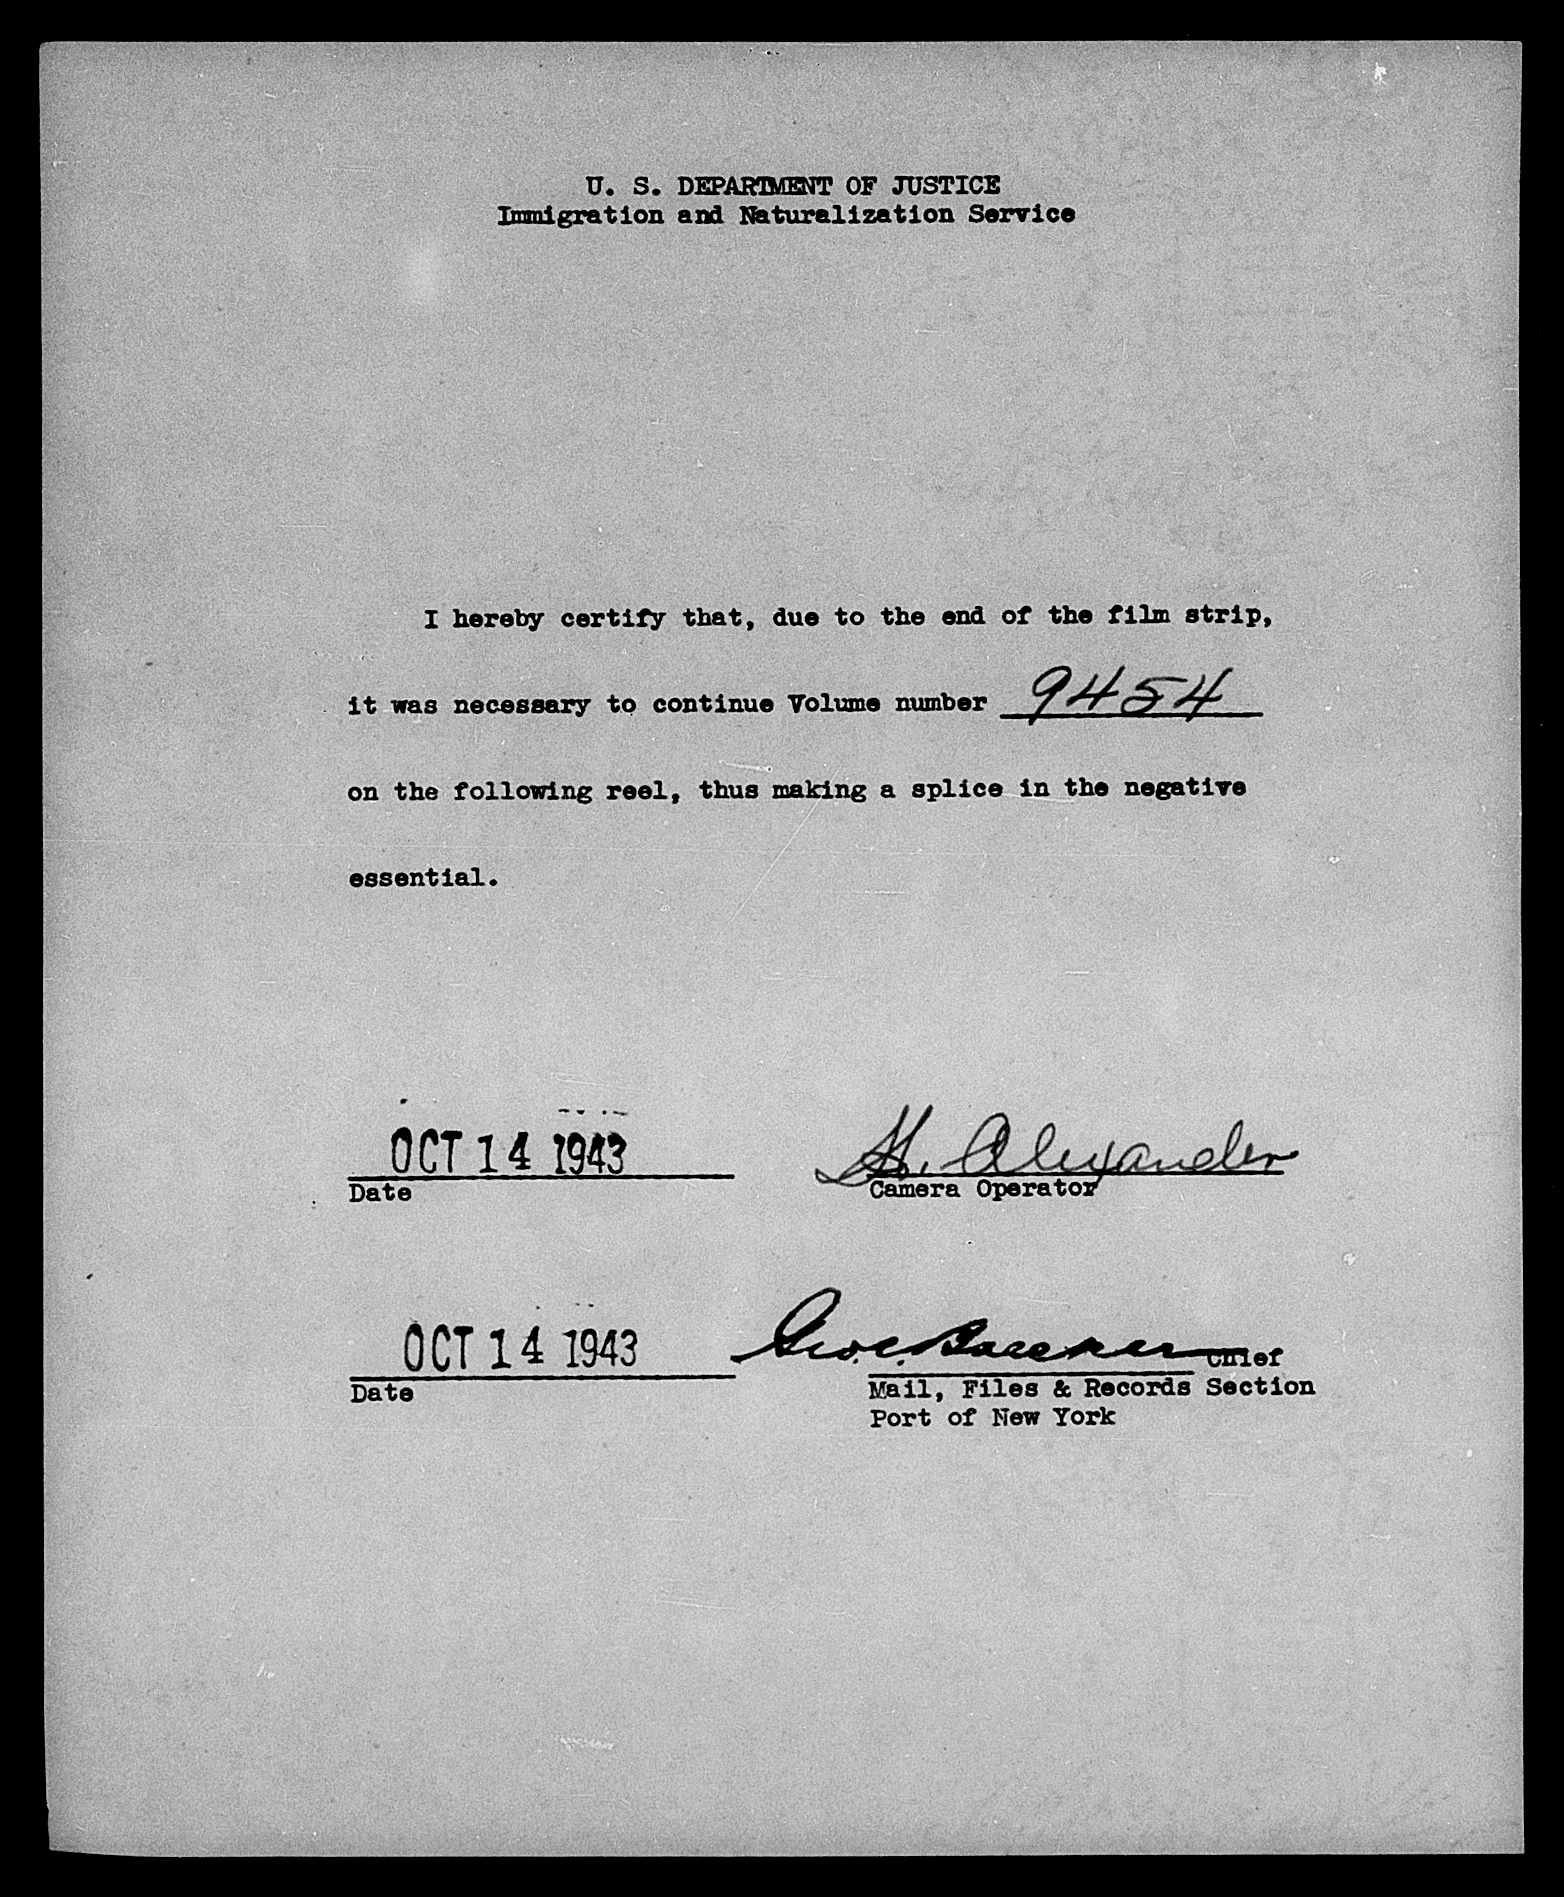 U. S. DEPARTMENT OF JUSTICE
Immigration and Naturalization Service
I hereby certify that, due to the end of the film strip,
it was necessary to continue Volume number 9454
on the following reel, thus making a splice in the negative
essential.
OCT 14 1943 H. Alexander
Date Camera Operator
OCT 14 1943 Geo. Chief
Date Mail, Files & Records Section
Port of New York